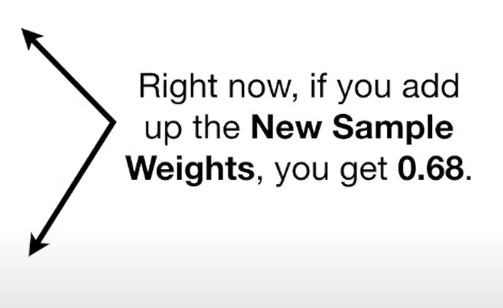 Right now, if you add
up the New Sample
Weights, you get 0.68.